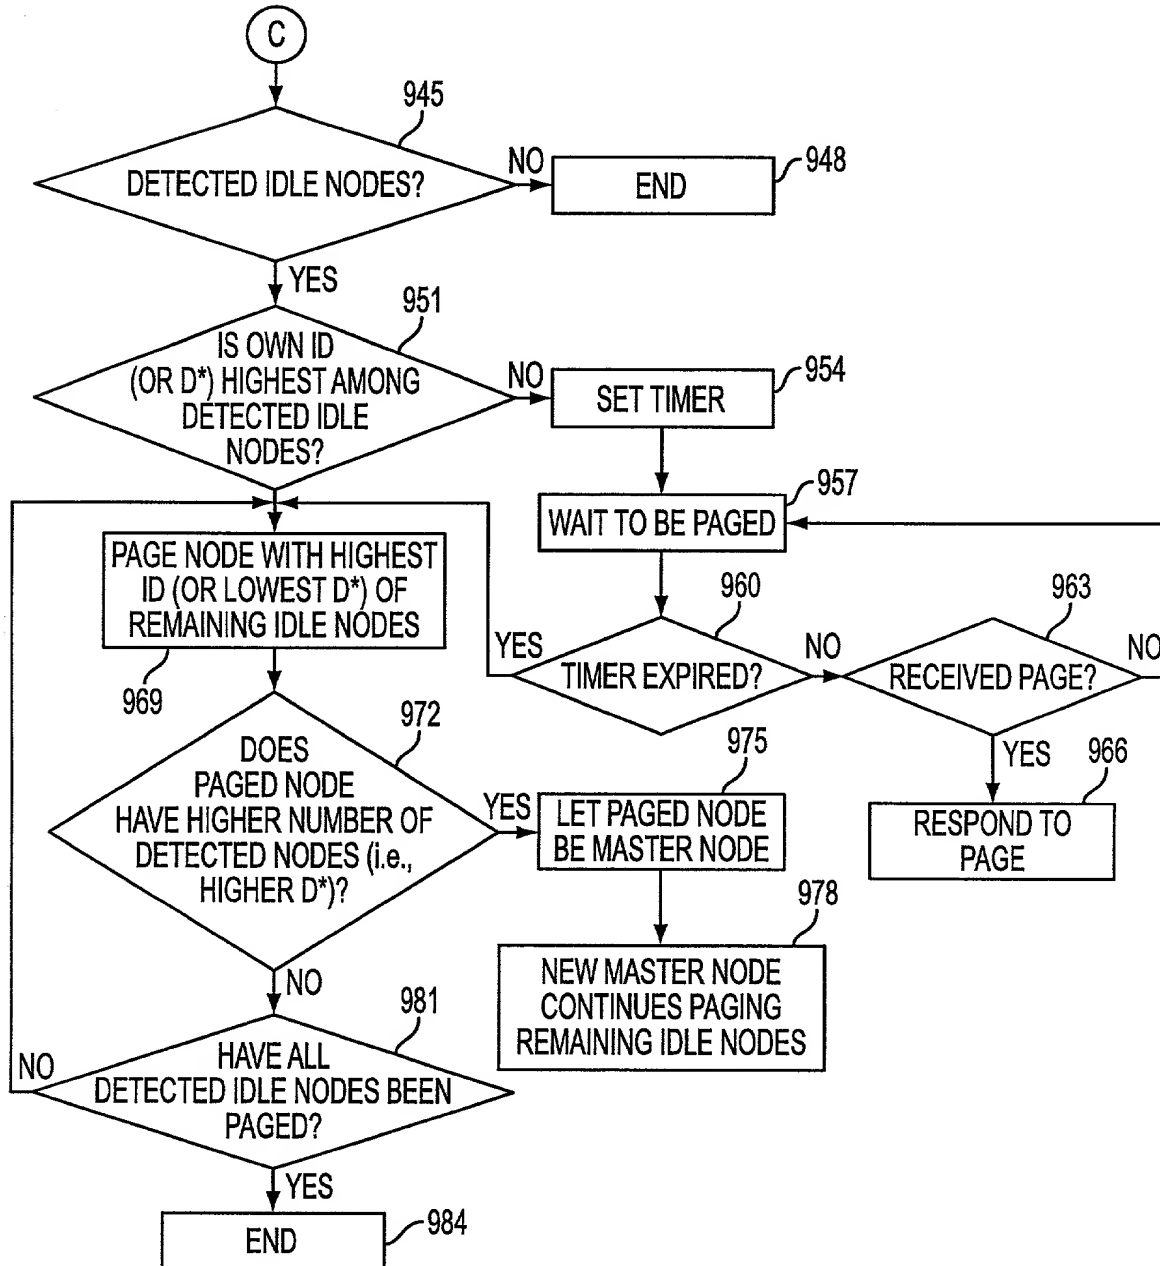 C
945
DETECTED IDLE NODES?
NO
END
948
YES
951
IS OWN ID
(OR D*) HIGHEST AMONG
DETECTED IDLE
NODES?
NO
SET TIMER
954
957
WAIT TO BE PAGED
PAGE NODE WITH HIGHEST
ID (OR LOWEST D*) OF
REMAINING IDLE NODES
969
960
YES
TIMER EXPIRED?
NO
963
RECEIVED PAGE?
NO
YES
966
RESPOND TO
PAGE
972
DOES
PAGED NODE
HAVE HIGHER NUMBER OF
DETECTED NODES (i.e.,
HIGHER D*)?
YES
975
LET PAGED NODE
BE MASTER NODE
978
NEW MASTER NODE
CONTINUES PAGING
REMAINING IDLE NODES
NO
981
HAVE ALL
DETECTED IDLE NODES BEEN
PAGED?
NO
YES
END
984